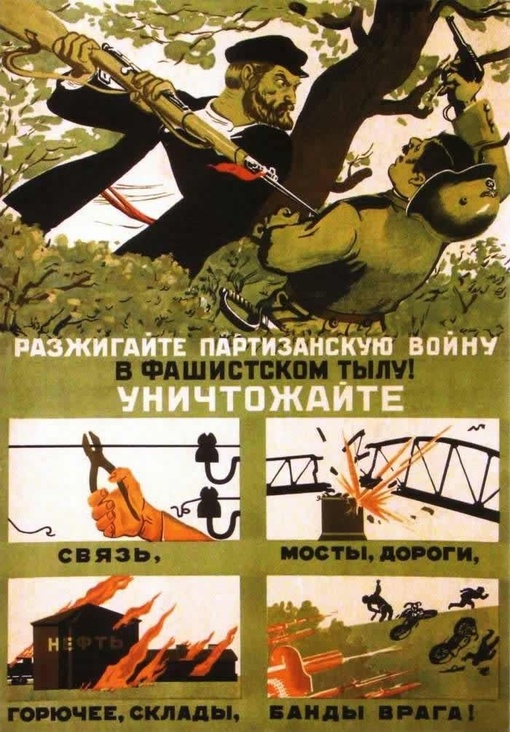 РАЗЖИГАЙТЕ ПАРТИЗАНСКУЮ ВОЙНУ
В ФАШИСТСКОМ ТЫЛУ!
УНИЧТОЖАЙТЕ
СВЯЗЬ,
МОСТЫ, ДОРОГИ,
НЕФТЬ
ГОРЮЧЕЕ, СКЛАДЫ,
БАНДЫ ВРАГА!